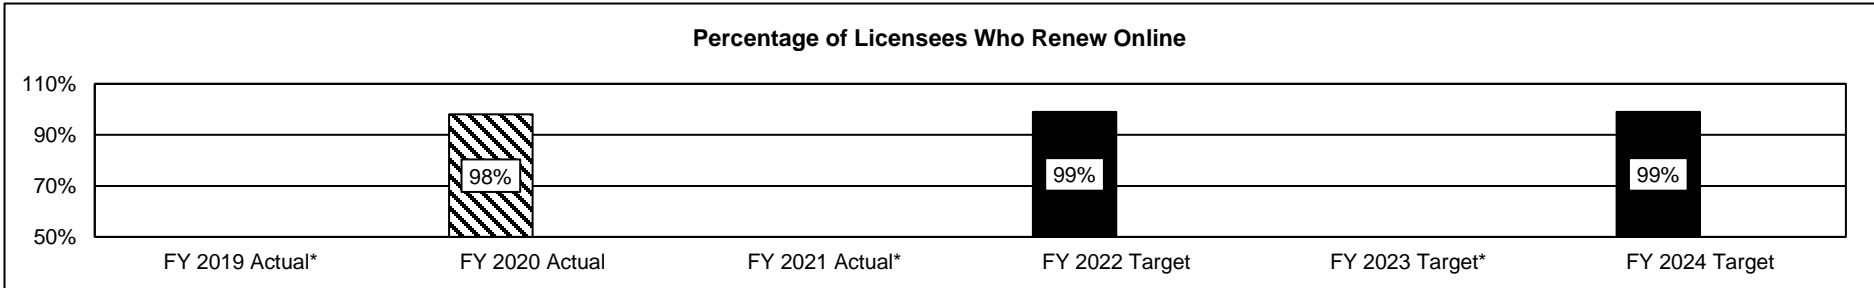 Percentage of Licensees Who Renew Online
110%
90%
70%
50%
98%
99%
99%
FY 2019 Actual*
FY 2020 Actual
FY 2021 Actual*
FY 2022 Target
FY 2023 Target*
FY 2024 Target